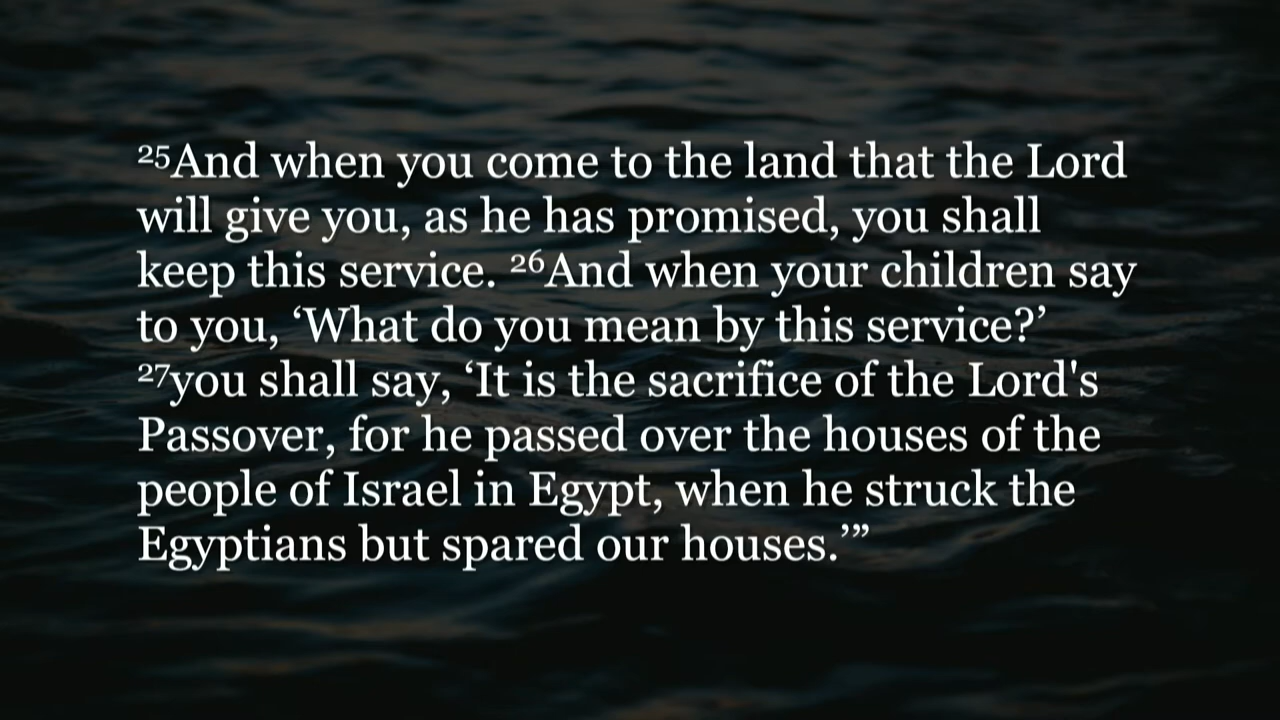 ²⁵And when you come to the land that the Lord
will give you, as he has promised, you shall
keep this service. ²⁶And when your children say
to you, ‘What do you mean by this service?’
²⁷you shall say, ‘It is the sacrifice of the Lord's
Passover, for he passed over the houses of the
people of Israel in Egypt, when he struck the
Egyptians but spared our houses.’”